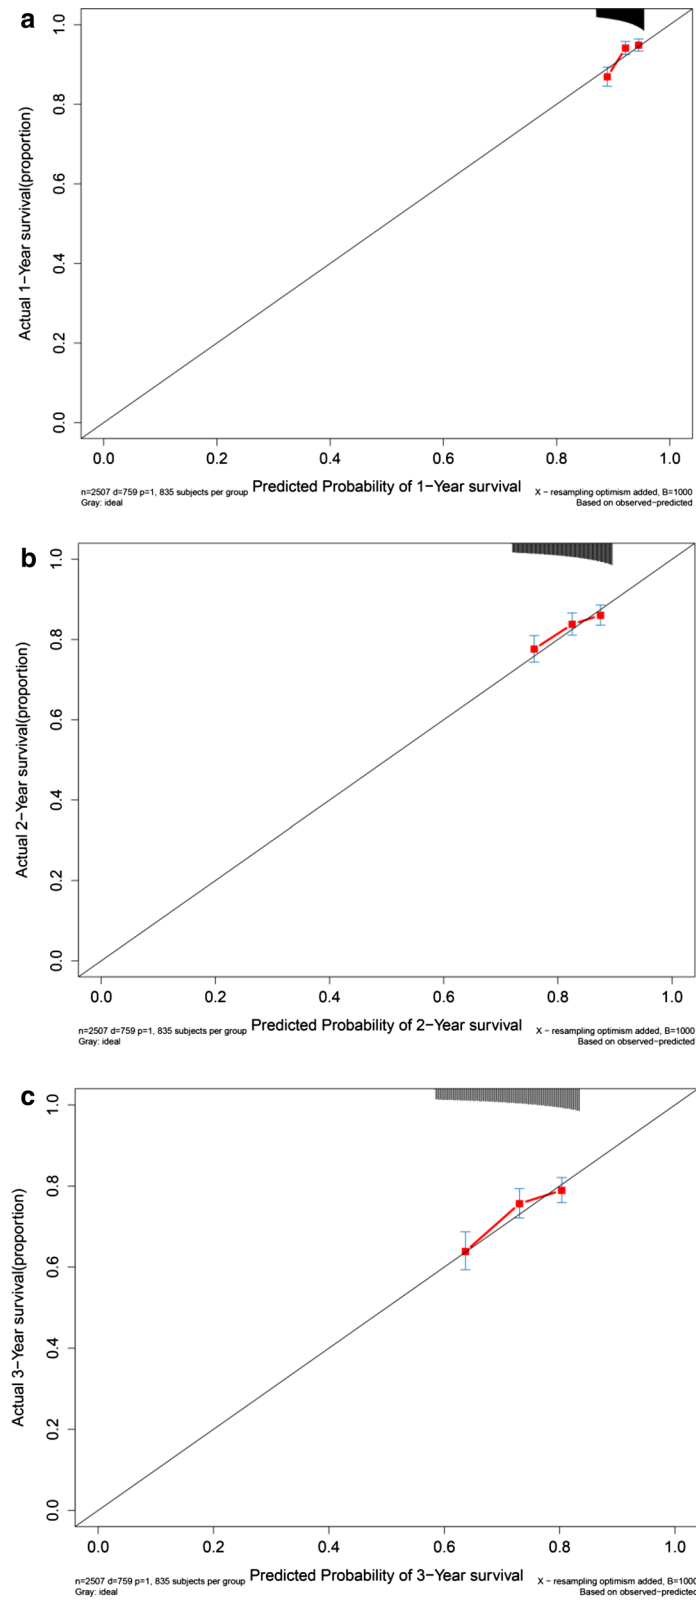 a
1.0
0.8
0.6
0.4
0.2
0.0
Actual 1−Year survival(proportion)
0.0 0.2 0.4 0.6 0.8 1.0
Predicted Probability of 1−Year survival
n=2507 d=759 p=1, 835 subjects per group
Gray: ideal
X − resampling optimism added, B=1000
Based on observed−predicted
b
1.0
0.8
0.6
0.4
0.2
0.0
Actual 2−Year survival(proportion)
0.0 0.2 0.4 0.6 0.8 1.0
Predicted Probability of 2−Year survival
n=2507 d=759 p=1, 835 subjects per group
Gray: ideal
X − resampling optimism added, B=1000
Based on observed−predicted
c
1.0
0.8
0.6
0.4
0.2
0.0
Actual 3−Year survival(proportion)
0.0 0.2 0.4 0.6 0.8 1.0
Predicted Probability of 3−Year survival
n=2507 d=759 p=1, 835 subjects per group
Gray: ideal
X − resampling optimism added, B=1000
Based on observed−predicted